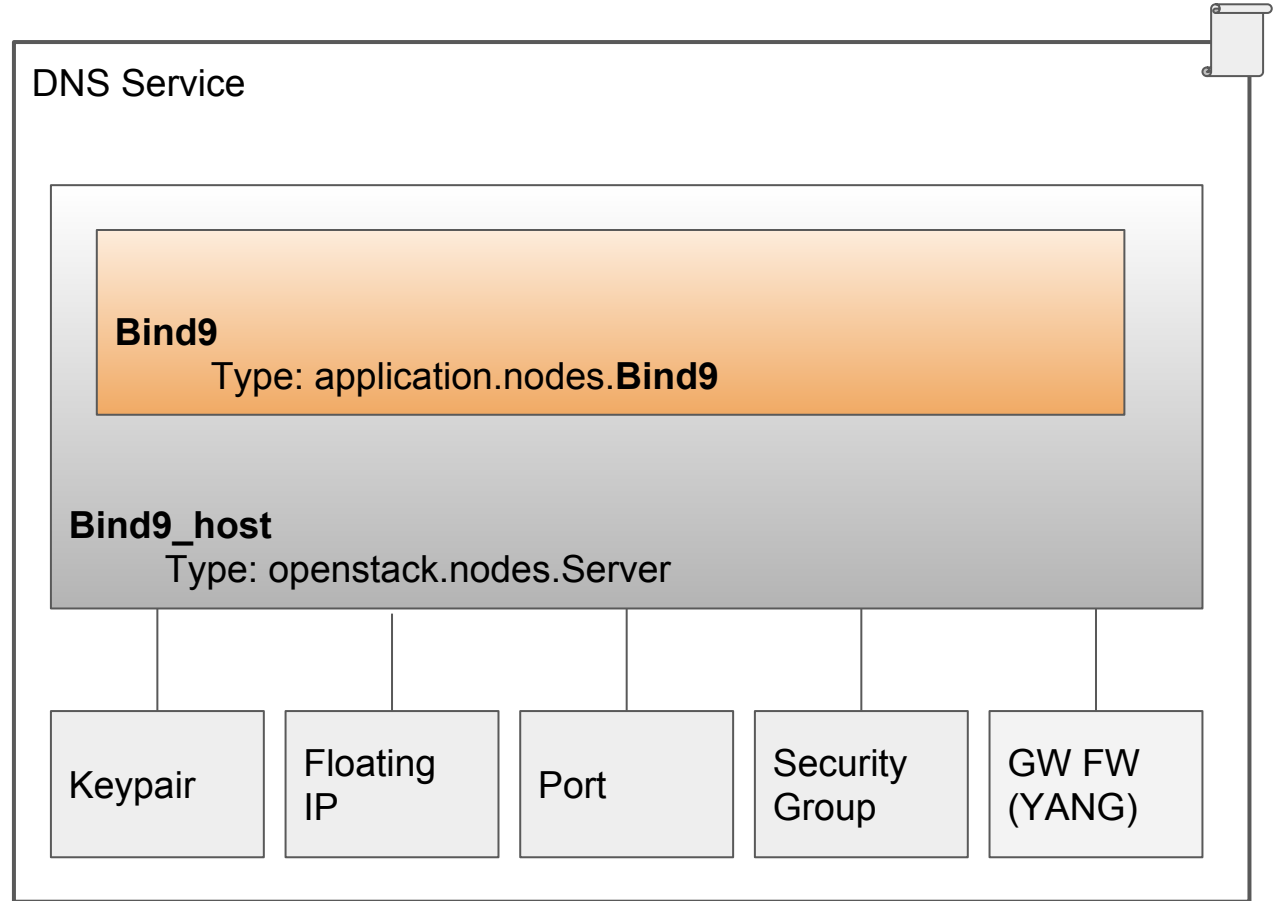 DNS Service
Bind9
Type: application.nodes.Bind9
Bind9_host
Type: openstack.nodes.Server
Keypair
Floating
IP
Port
Security
Group
GW FW
(YANG)